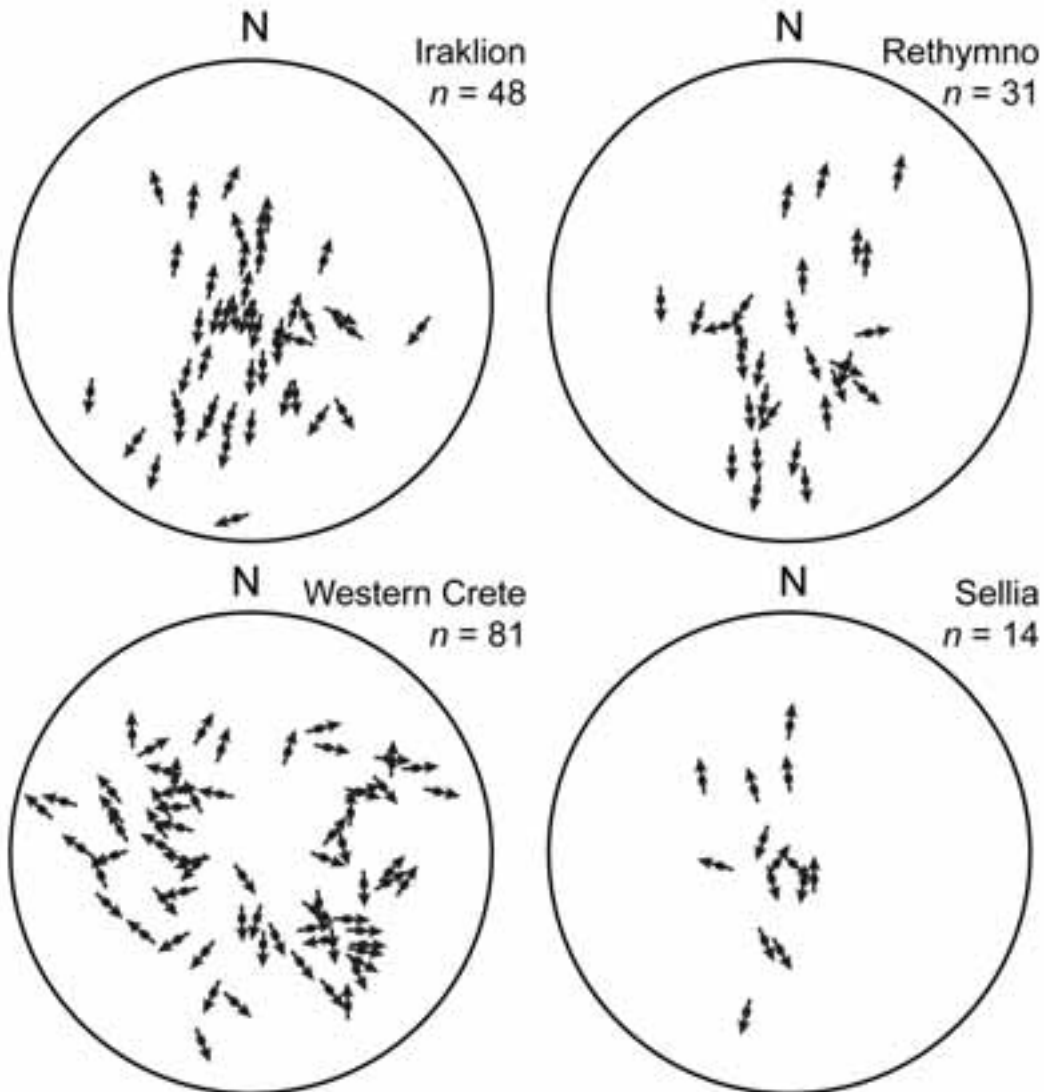 N
Iraklion
n = 48
N
Rethymno
n = 31
N
Western Crete
n = 81
N
Sellia
n = 14